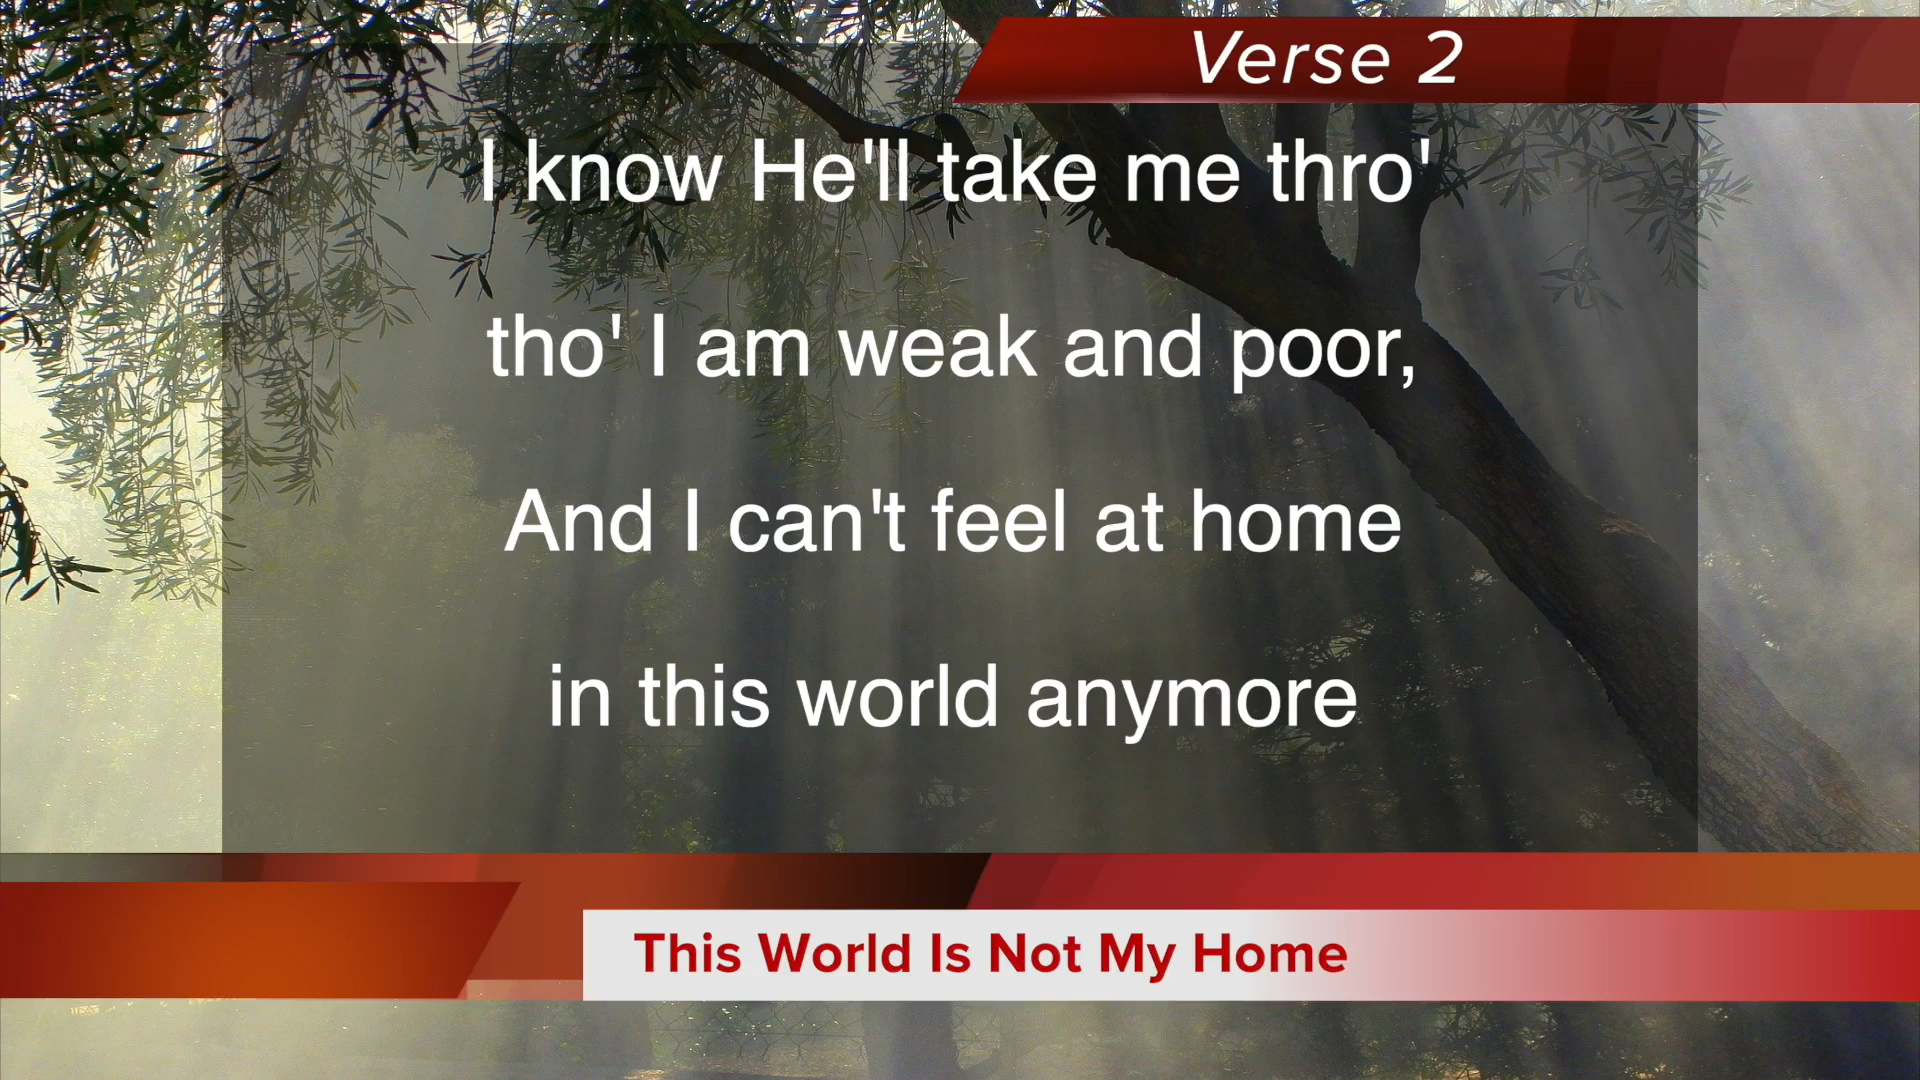 Verse 2
I know He'll take me thro'
tho' I am weak and poor,
And I can't feel at home
in this world anymore
This World Is Not My Home